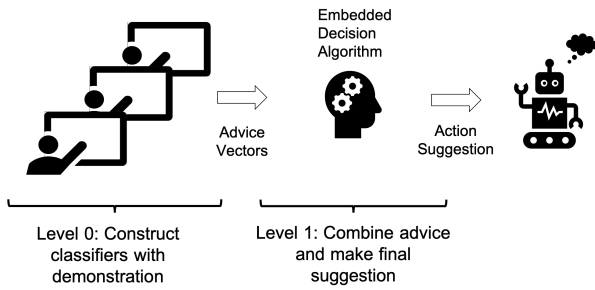 Embedded
Decision
Algorithm
Advice
Vectors
Action
Suggestion
Level 0: Construct
classifiers with
demonstration
Level 1: Combine advice
and make final
suggestion